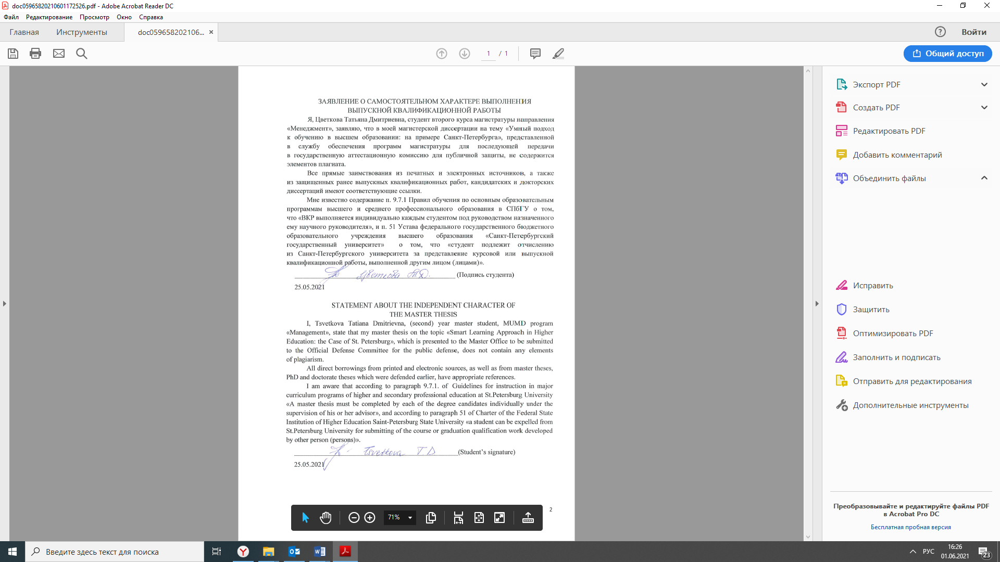 doc05965820210601172526.pdf - Adobe Acrobat Reader DC
Файл Редактирование Просмотр Окно Справка
Главная Инструменты doc059658202106... × ? Войти
1 / 1 Общий доступ
ЗАЯВЛЕНИЕ О САМОСТОЯТЕЛЬНОМ ХАРАКТЕРЕ ВЫПОЛНЕНИЯ
ВЫПУСКНОЙ КВАЛИФИКАЦИОННОЙ РАБОТЫ
Я, Цветкова Татьяна Дмитриевна, студент второго курса магистратуры направления
«Менеджмент», заявляю, что в моей магистерской диссертации на тему «Умный подход
к обучению в высшем образовании: на примере Санкт-Петербурга», представленной
в службу обеспечения программ магистратуры для последующей передачи
в государственную аттестационную комиссию для публичной защиты, не содержится
элементов плагиата.
Все прямые заимствования из печатных и электронных источников, а также
из защищенных ранее выпускных квалификационных работ, кандидатских и докторских
диссертаций имеют соответствующие ссылки.
Мне известно содержание п. 9.7.1 Правил обучения по основным образовательным
программам высшего и среднего профессионального образования в СПбГУ о том,
что «ВКР выполняется индивидуально каждым студентом под руководством назначенного
ему научного руководителя», и п. 51 Устава федерального государственного бюджетного
образовательного учреждения высшего образования «Санкт-Петербургский
государственный университет» о том, что «студент подлежит отчислению
из Санкт-Петербургского университета за представление курсовой или выпускной
квалификационной работы, выполненной другим лицом (лицами)».
Цветкова Т.Д. (Подпись студента)
25.05.2021
STATEMENT ABOUT THE INDEPENDENT CHARACTER OF
THE MASTER THESIS
I, Tsvetkova Tatiana Dmitrievna, (second) year master student, MUMD program
«Management», state that my master thesis on the topic «Smart Learning Approach in Higher
Education: the Case of St. Petersburg», which is presented to the Master Office to be submitted
to the Official Defense Committee for the public defense, does not contain any elements
of plagiarism.
All direct borrowings from printed and electronic sources, as well as from master theses,
PhD and doctorate theses which were defended earlier, have appropriate references.
I am aware that according to paragraph 9.7.1. of Guidelines for instruction in major
curriculum programs of higher and secondary professional education at St.Petersburg University
«A master thesis must be completed by each of the degree candidates individually under the
supervision of his or her advisor», and according to paragraph 51 of Charter of the Federal State
Institution of Higher Education Saint-Petersburg State University «a student can be expelled from
St.Petersburg University for submitting of the course or graduation qualification work developed
by other person (persons)».
Tsvetkova T.D (Student's signature)
25.05.2021
2
71%
Экспорт PDF
Создать PDF
Редактировать PDF
Добавить комментарий
Объединить файлы
Исправить
Защитить
Оптимизировать PDF
Заполнить и подписать
Отправить для редактирования
Дополнительные инструменты
Преобразовывайте и редактируйте файлы PDF
в Acrobat Pro DC
Бесплатная пробная версия
Введите здесь текст для поиска
РУС
16:26
01.06.2021
23